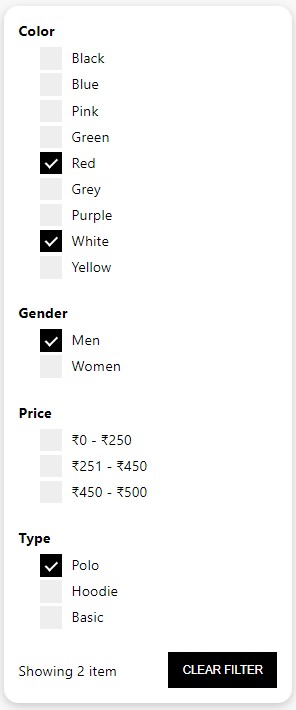 Color
Black
Blue
Pink
Green
Red
Grey
Purple
White
Yellow
Gender
Men
Women
Price
₹0 - ₹250
₹251 - ₹450
₹450 - ₹500
Type
Polo
Hoodie
Basic
Showing 2 item CLEAR FILTER